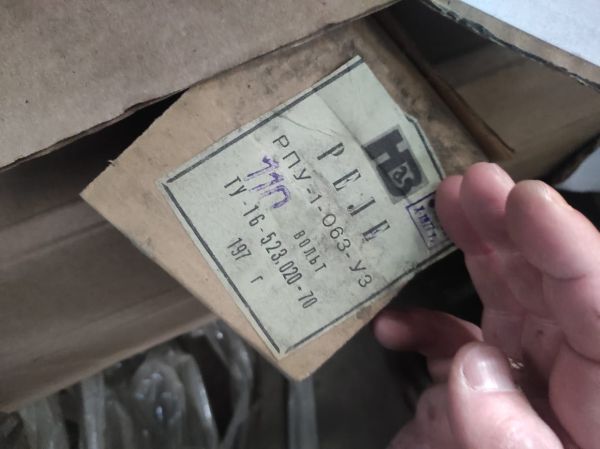 РЕЛЕ
РПУ-1-063-У3
110 ВОЛЬТ
ТУ-16-523.020-70
197 г